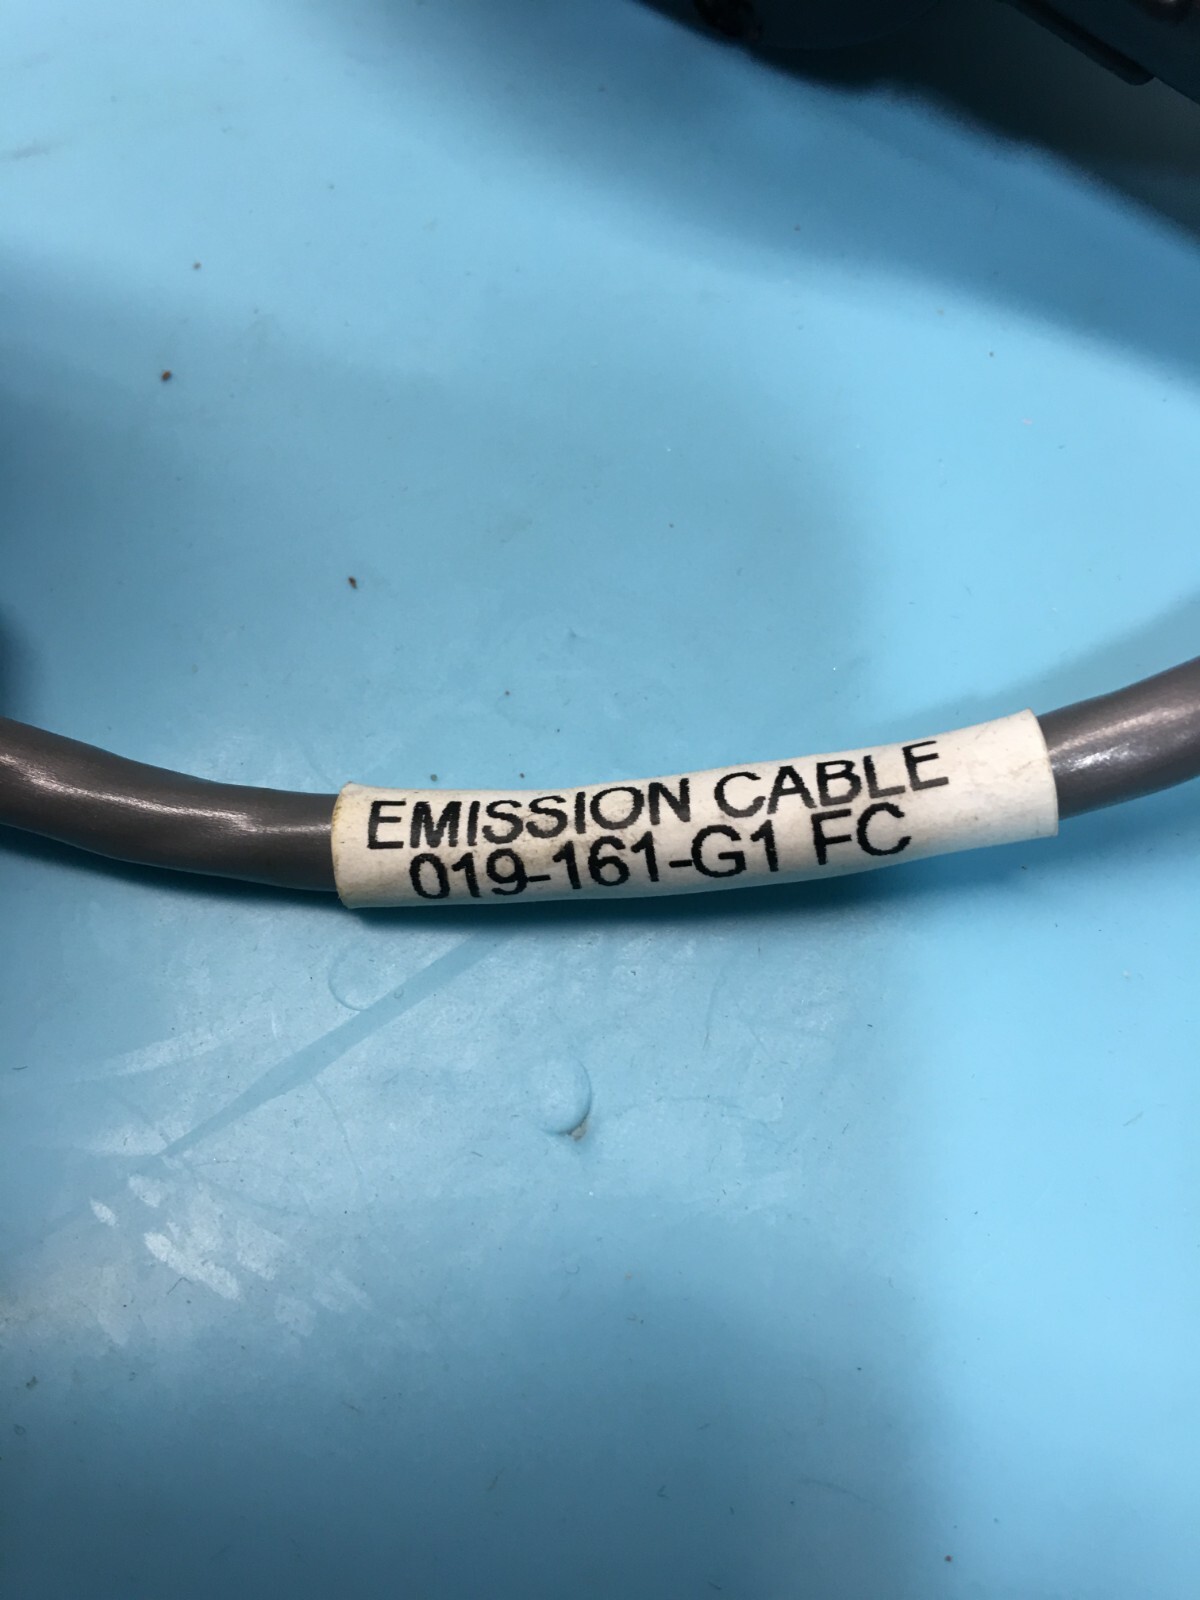 EMISSION CABLE
019-161-G1 FC